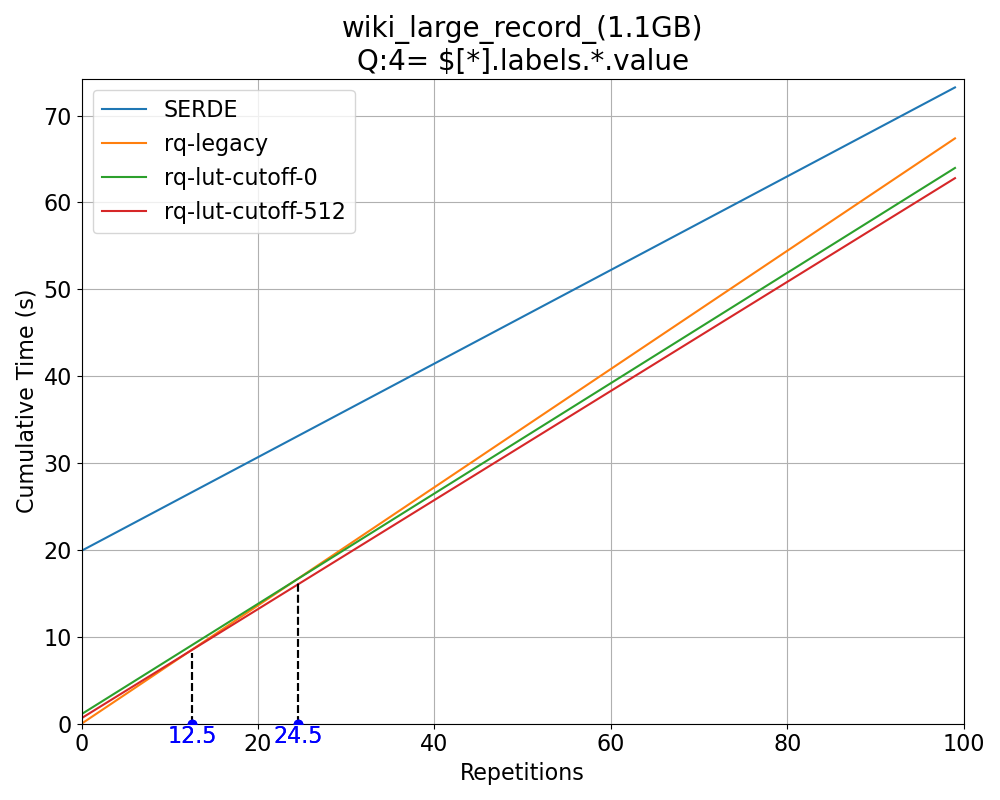 wiki_large_record_(1.1GB)
Q:4= $[*].labels.*.value
SERDE
rq-legacy
rq-lut-cutoff-0
rq-lut-cutoff-512
Cumulative Time (s)
70
60
50
40
30
20
10
0
0
20
40
60
80
100
12.5
24.5
Repetitions